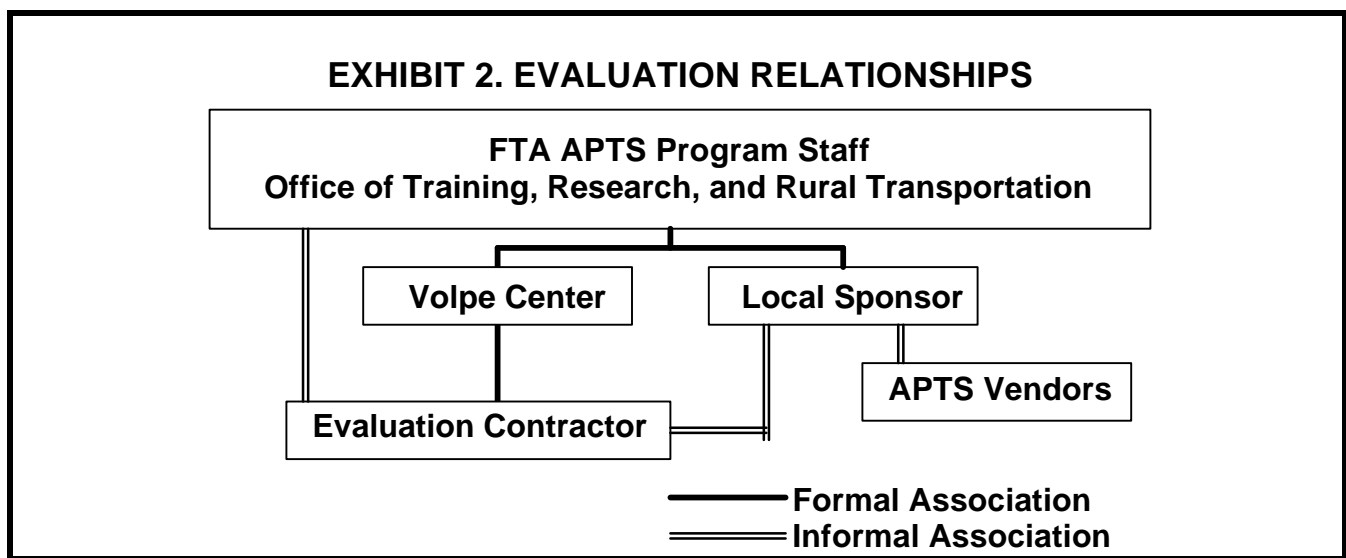 EXHIBIT 2. EVALUATION RELATIONSHIPS
FTA APTS Program Staff
Office of Training, Research, and Rural Transportation
Volpe Center
Local Sponsor
APTS Vendors
Evaluation Contractor
Formal Association
Informal Association